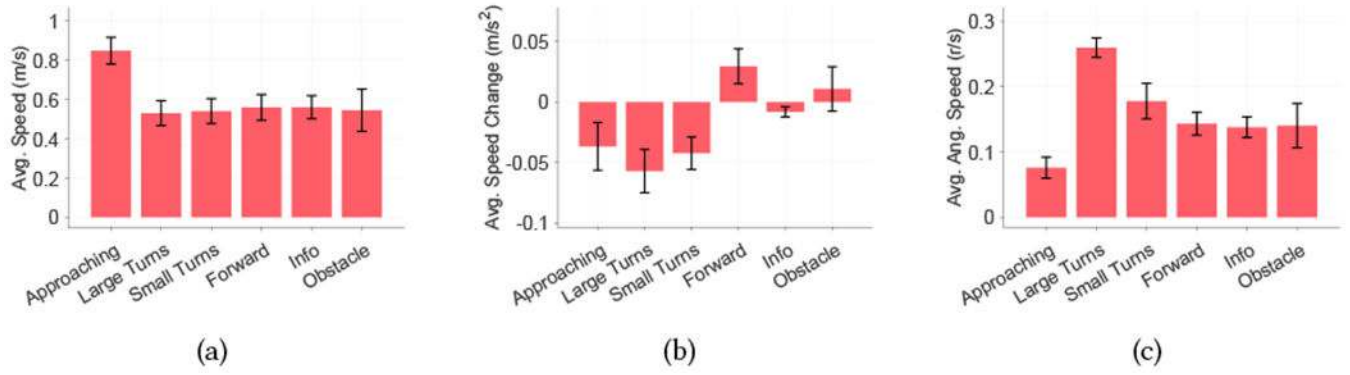 Avg. Speed (m/s)
1
0.8
0.6
0.4
0.2
0
Approaching
Large Turns
Small Turns
Forward
Info
Obstacle
(a)
Avg. Speed Change (m/s²)
0.05
0
-0.05
-0.1
Approaching
Large Turns
Small Turns
Forward
Info
Obstacle
(b)
Avg. Ang. Speed (r/s)
0.3
0.2
0.1
0
Approaching
Large Turns
Small Turns
Forward
Info
Obstacle
(c)